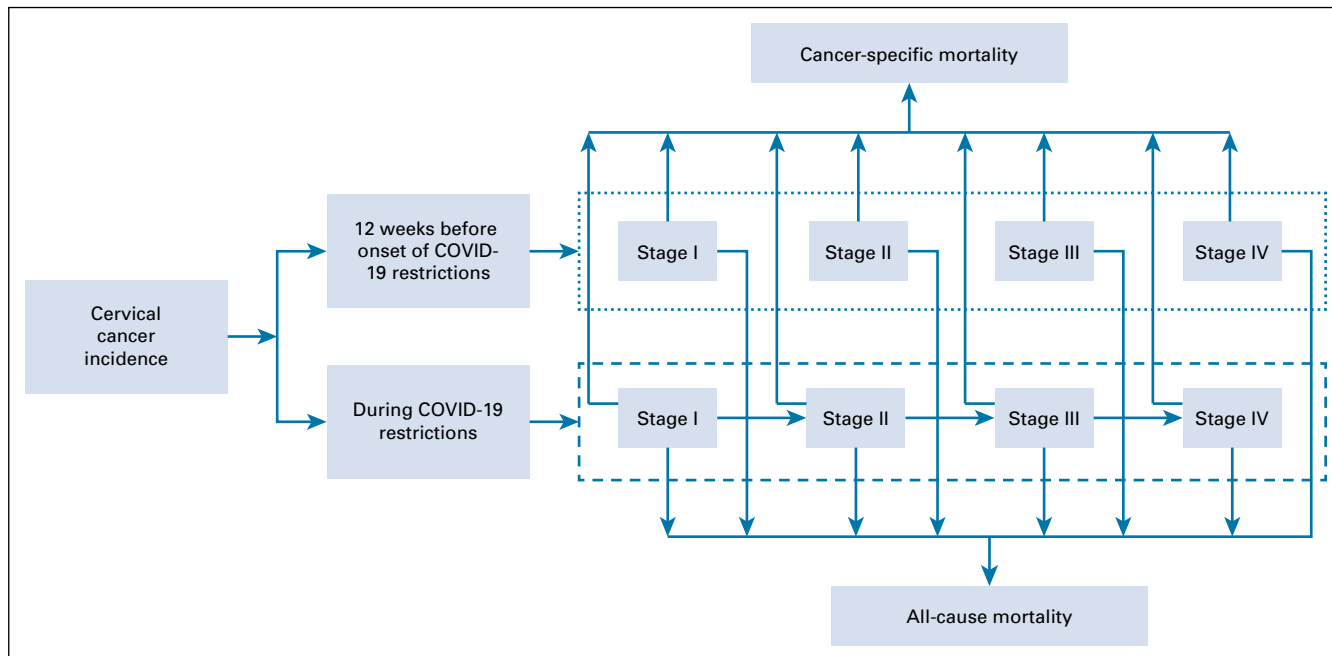 Cancer-specific mortality
12 weeks before
onset of COVID-
19 restrictions
Stage I
Stage II
Stage III
Stage IV
Cervical
cancer
incidence
During COVID-19
restrictions
Stage I
Stage II
Stage III
Stage IV
All-cause mortality